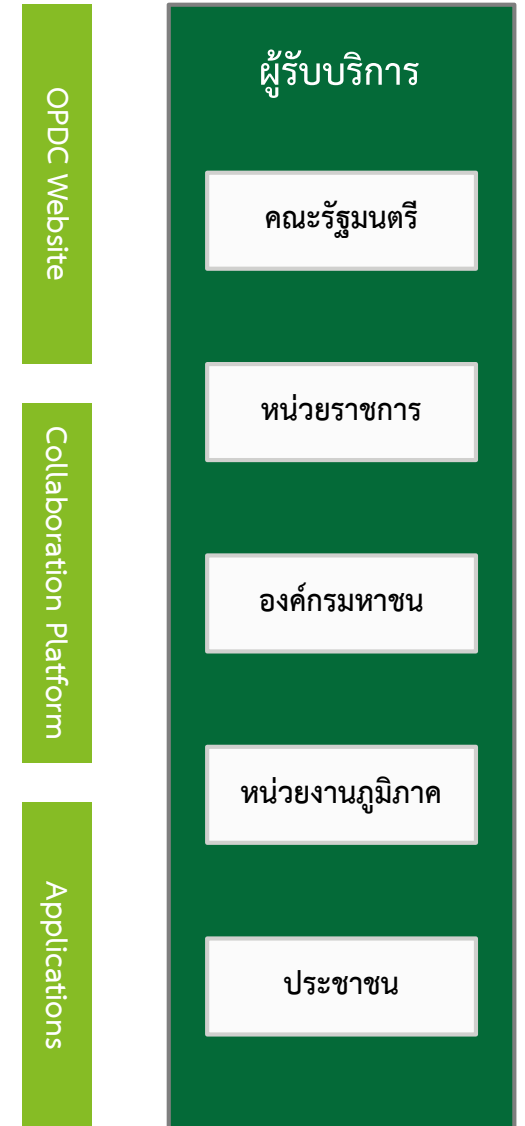 OPDC Website
Collaboration Platform
Applications
ผู้รับบริการ
คณะรัฐมนตรี
หน่วยราชการ
องค์กรมหาชน
หน่วยงานภูมิภาค
ประชาชน